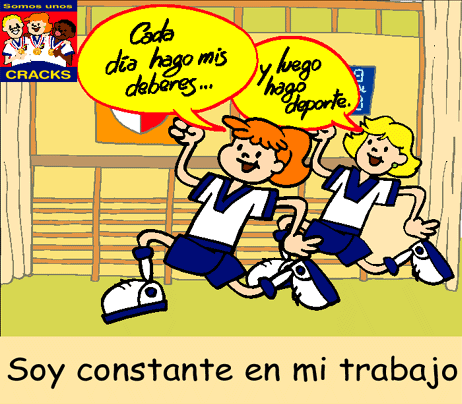 Somos unos
CRACKS
Cada
día hago mis
deberes...
y luego
hago
deporte.
Soy constante en mi trabajo